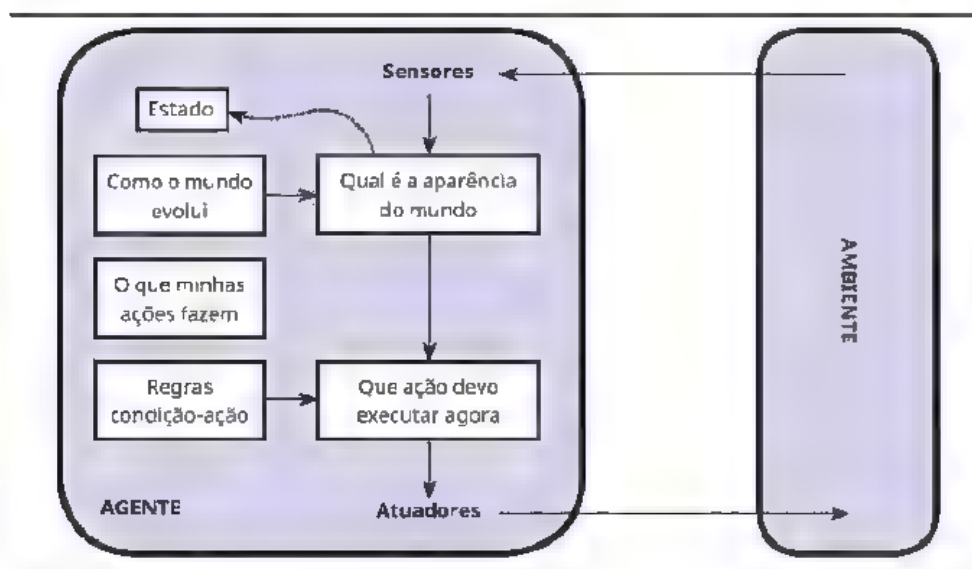 Sensores
Estado
Como o mundo
evolui
Qual é a aparência
do mundo
O que minhas
ações fazem
Regras
condição-ação
Que ação devo
executar agora
AGENTE
Atuadores
AMBIENTE